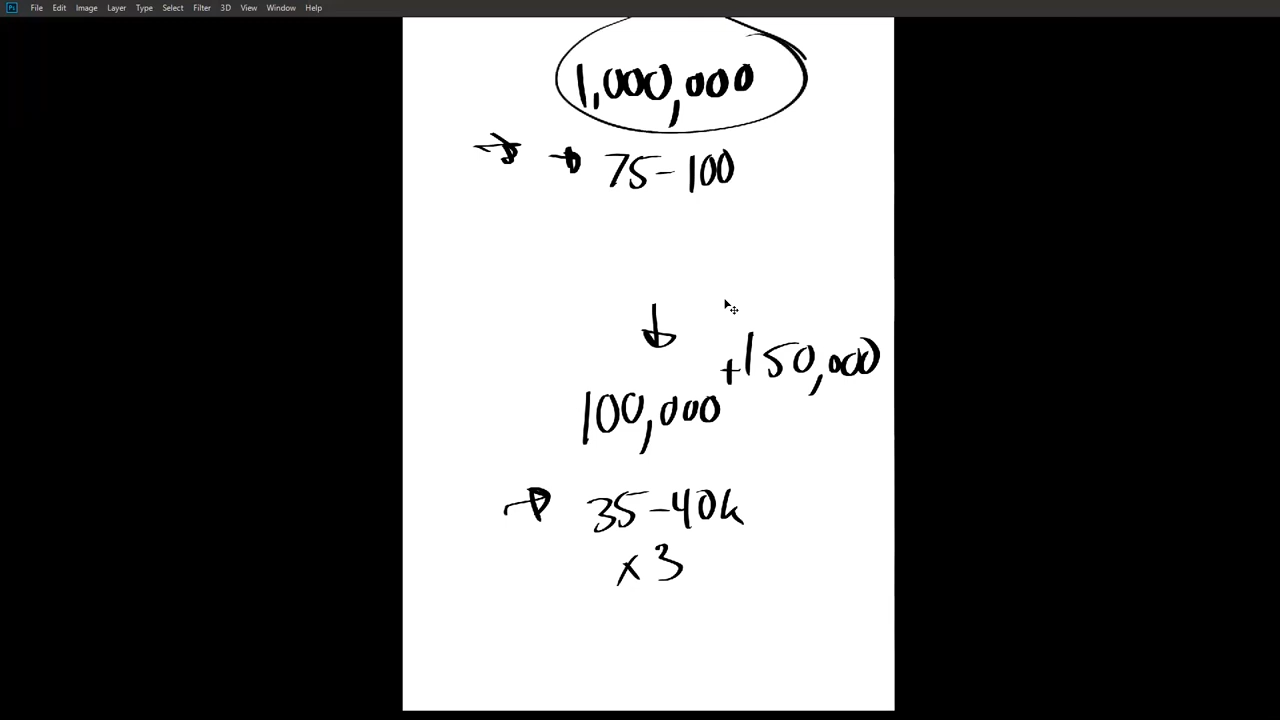 Ps File Edit Image Layer Type Select Filter 3D View Window Help
1,000,000
75-100
+150,000
100,000
35-40k
x3